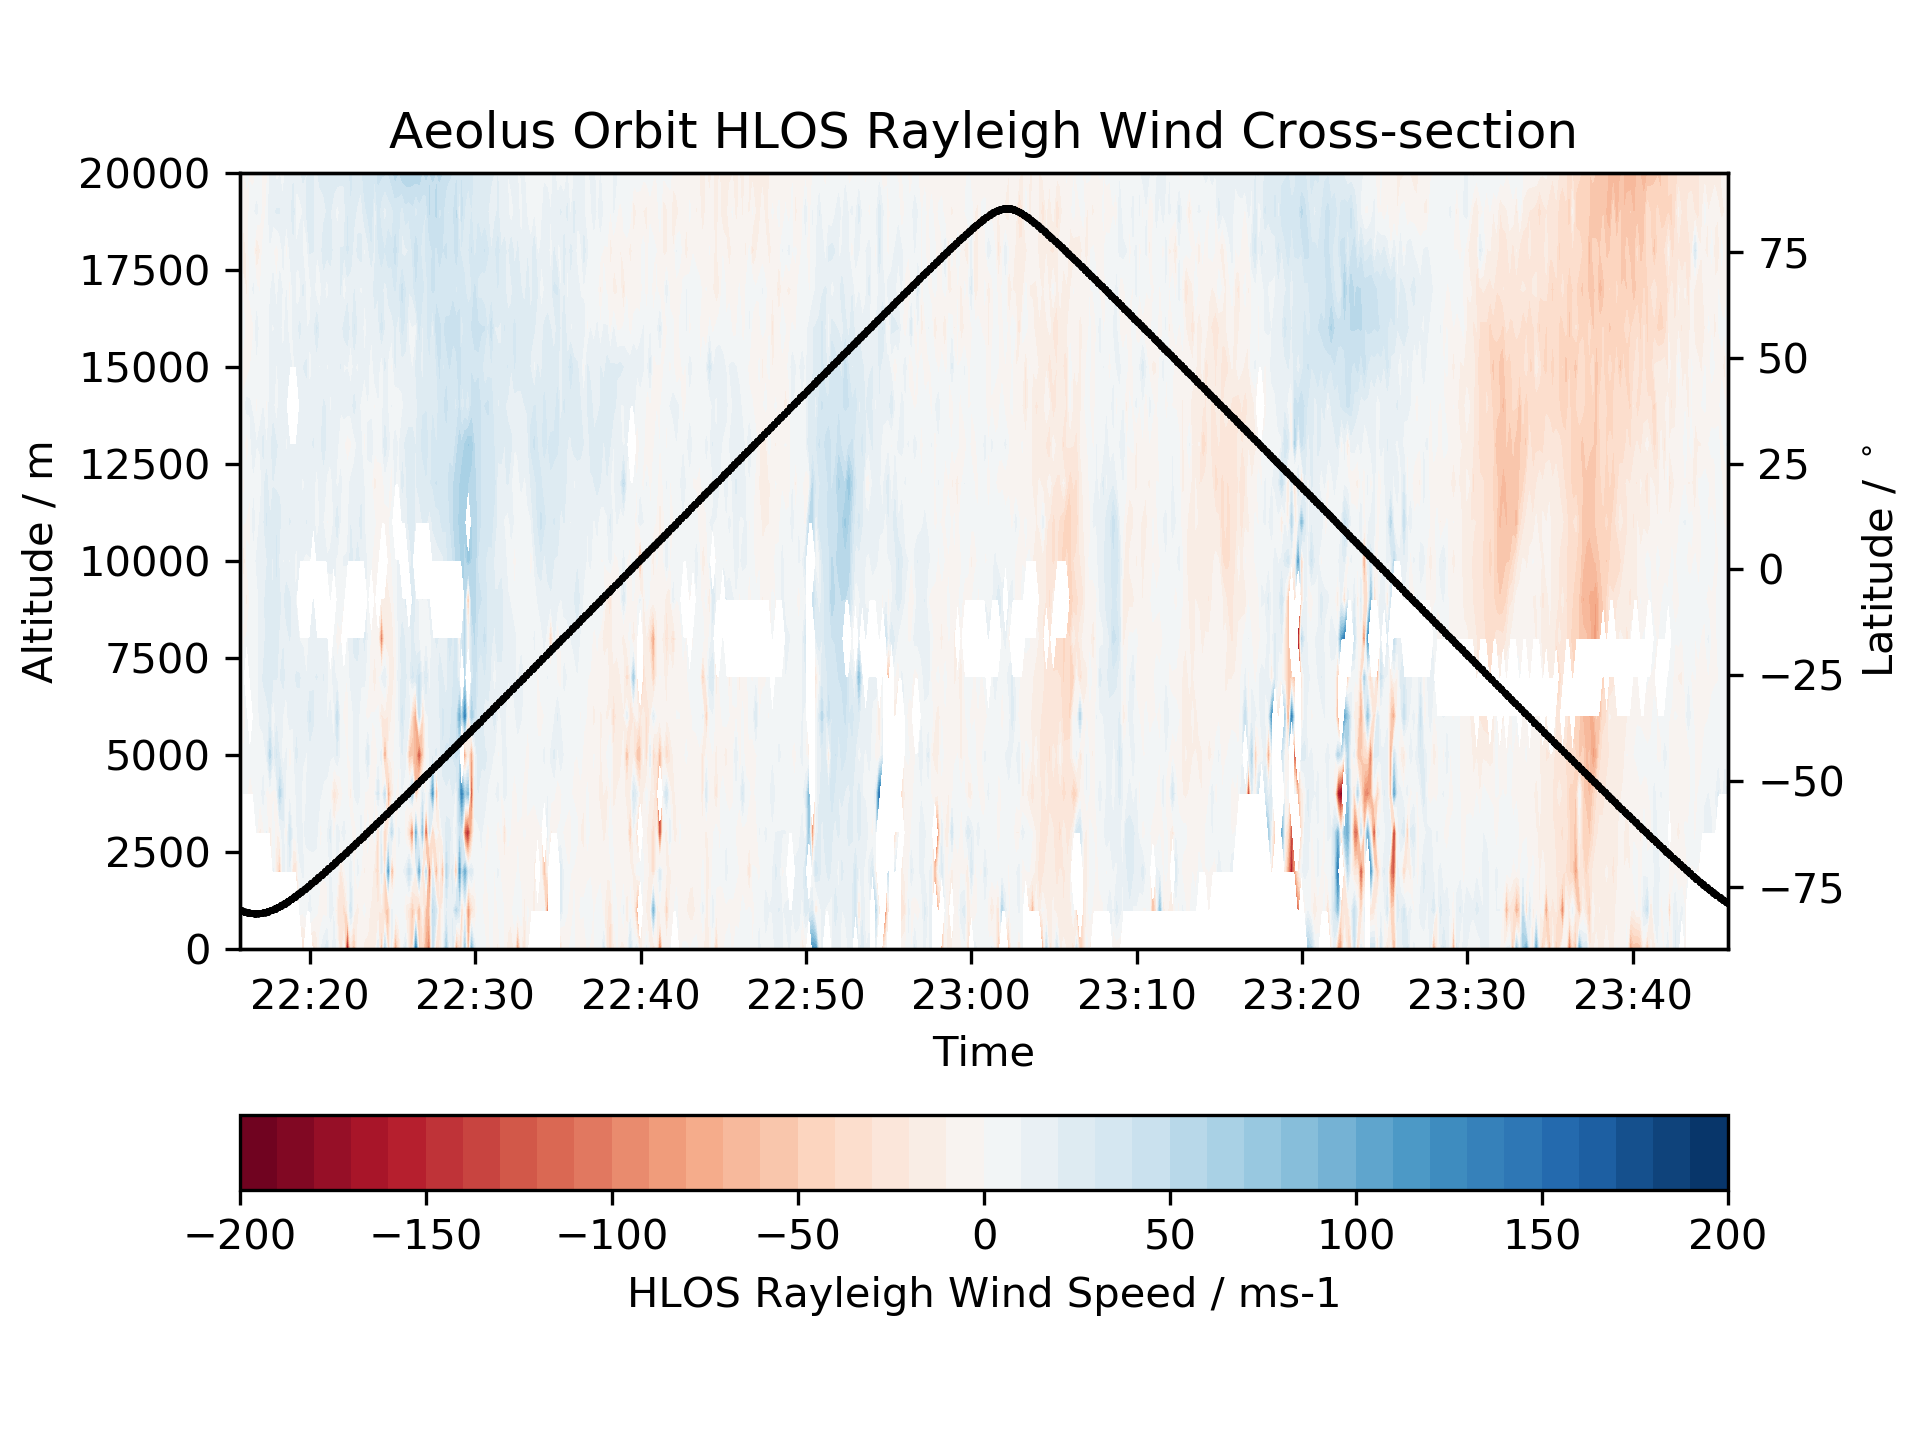 Aeolus Orbit HLOS Rayleigh Wind Cross-section
20000
17500
15000
12500
10000
7500
5000
2500
0
Altitude / m
75
50
25
0
−25
−50
−75
Latitude / °
22:20 22:30 22:40 22:50 23:00 23:10 23:20 23:30 23:40
Time
−200 −150 −100 −50 0 50 100 150 200
HLOS Rayleigh Wind Speed / ms-1